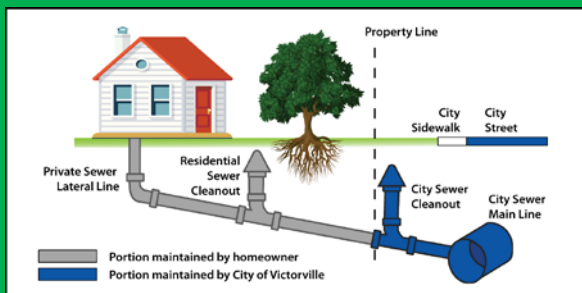 Property Line
City
Sidewalk
City
Street
Private Sewer
Lateral Line
Residential
Sewer
Cleanout
City Sewer
Cleanout
City Sewer
Main Line
Portion maintained by homeowner
Portion maintained by City of Victorville